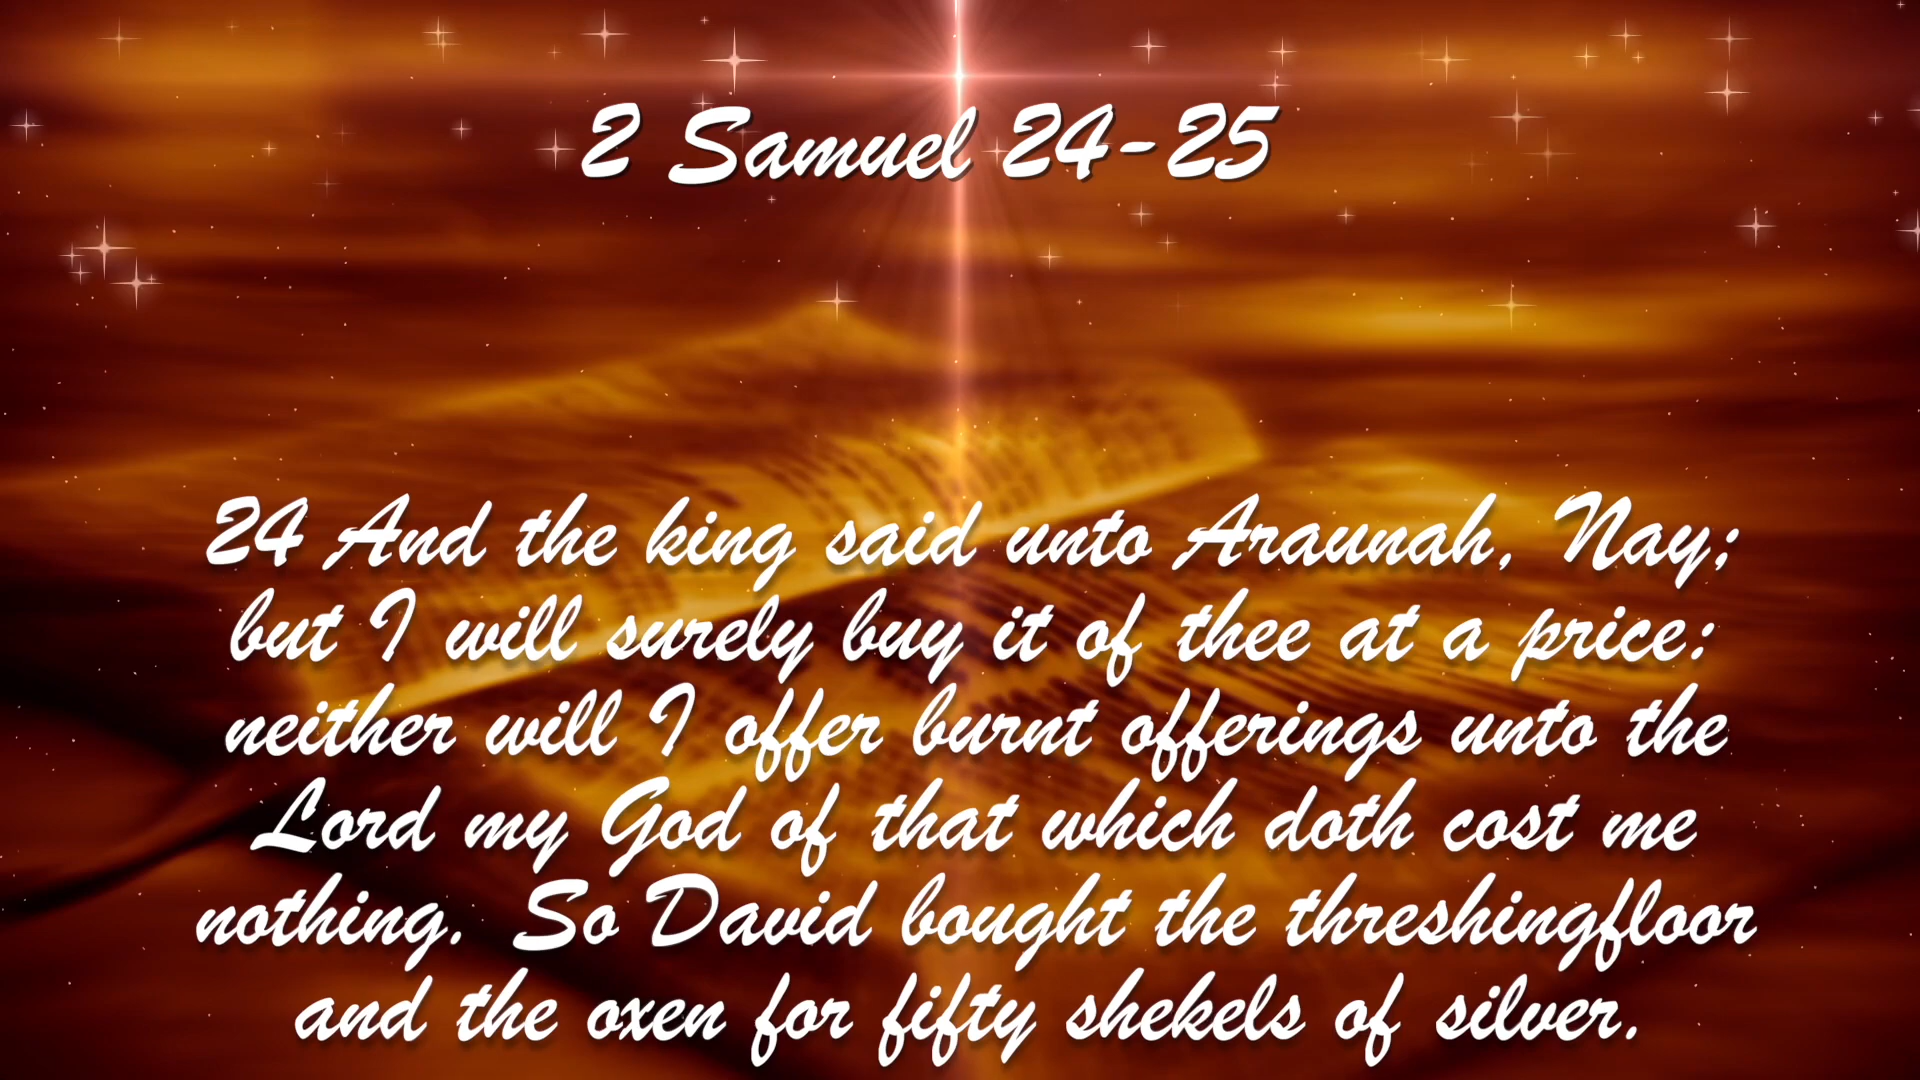 2 Samuel 24-25
24 And the king said unto Araunah, Nay;
but I will surely buy it of thee at a price:
neither will I offer burnt offerings unto the
Lord my God of that which doth cost me
nothing. So David bought the threshingfloor
and the oxen for fifty shekels of silver.